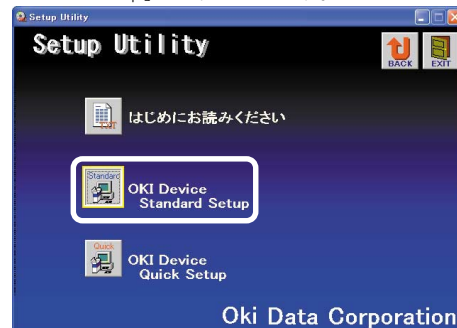 Setup Utility
Setup Utility
BACK
EXIT
TEXT
はじめにお読みください
Standard
OKI Device
Standard Setup
Quick
OKI Device
Quick Setup
Oki Data Corporation